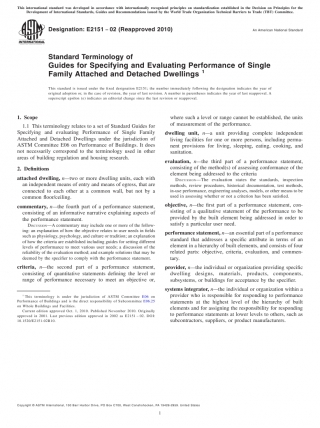 This international standard was developed in accordance with internationally recognized principles on standardization established in the Decision on Principles for the
Development of International Standards, Guides and Recommendations issued by the World Trade Organization Technical Barriers to Trade (TBT) Committee.
Designation: E2151 - 02 (Reapproved 2010)
An American National Standard
Standard Terminology of
Guides for Specifying and Evaluating Performance of Single
Family Attached and Detached Dwellings 1
This standard is issued under the fixed designation E2151; the number immediately following the designation indicates the year of
original adoption or, in the case of revision, the year of last revision. A number in parentheses indicates the year of last reapproval. A
superscript epsilon (ε) indicates an editorial change since the last revision or reapproval.
1. Scope
1.1 This terminology relates to a set of Standard Guides for
Specifying and Evaluating Performance of Single Family
Attached and Detached Dwellings under the jurisdiction of
ASTM Committee E06 on Performance of Buildings. It does
not necessarily correspond to the terminology used in other
areas of building regulation and housing research.
2. Definitions
attached dwelling, n—two or more dwelling units, each with
an independent means of entry and means of egress, that are
connected to each other at a common wall; but not by a
common floor/ceiling.
commentary, n—the fourth part of a performance statement,
consisting of an informative narrative explaining aspects of
the performance statement.
DISCUSSION—A commentary may include one or more of the follow-
ing: an explanation of how the objective relates to user needs in fields
such as physiology, psychology, and culture or tradition; an explanation
of how the criteria are established including guides for setting different
levels of performance to meet various user needs; a discussion of the
reliability of the evaluation method; and example solutions that may be
deemed by the specifier to comply with the performance statement.
criteria, n—the second part of a performance statement,
consisting of quantitative statements defining the level or
range of performance necessary to meet an objective or,
where such a level or range cannot be established, the units
of measurement of the performance.
dwelling unit, n—a unit providing complete independent
living facilities for one or more persons, including perma-
nent provisions for living, sleeping, eating, cooking, and
sanitation.
evaluation, n—the third part of a performance statement,
consisting of the method(s) of assessing conformance of the
element being addressed to the criteria
DISCUSSION—The evaluation states the standards, inspection
methods, review procedures, historical documentation, test methods,
in-use performance, engineering analyses, models, or other means to be
used in assessing whether or not a criterion has been satisfied.
objective, n—the first part of a performance statement, con-
sisting of a qualitative statement of the performance to be
provided by the built element being addressed in order to
satisfy a particular user need.
performance statement, n—an essential part of a performance
standard that addresses a specific attribute in terms of an
element in a hierarchy of built elements, and consists of four
related parts: objective, criteria, evaluation, and commen-
tary.
provider, n—the individual or organization providing specific
dwelling designs, materials, products, components,
subsystems, or buildings for acceptance by the specifier.
systems integrator, n—the individual or organization within a
provider who is responsible for responding to performance
statements at the highest level of the hierarchy of built
elements and for assigning the responsibility for responding
to performance statements at lower levels to others, such as
subcontractors, suppliers, or product manufacturers.
1 This terminology is under the jurisdiction of ASTM Committee E06 on
Performance of Buildings and is the direct responsibility of Subcommittee E06.25
on Whole Buildings and Facilities.
Current edition approved Oct. 1, 2010. Published November 2010. Originally
approved in 2001. Last previous edition approved in 2002 as E2151 – 02. DOI:
10.1520/E2151-02R10.
Copyright © ASTM International, 100 Barr Harbor Drive, PO Box C700, West Conshohocken, PA 19428-2959. United States
1